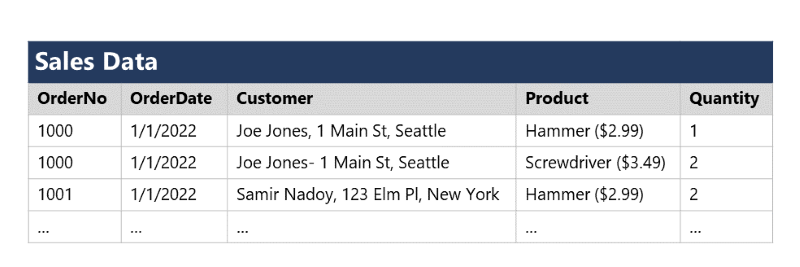 Sales Data
OrderNo OrderDate Customer Product Quantity
1000 1/1/2022 Joe Jones, 1 Main St, Seattle Hammer ($2.99) 1
1000 1/1/2022 Joe Jones- 1 Main St, Seattle Screwdriver ($3.49) 2
1001 1/1/2022 Samir Nadoy, 123 Elm Pl, New York Hammer ($2.99) 2
... ... ... ... ...